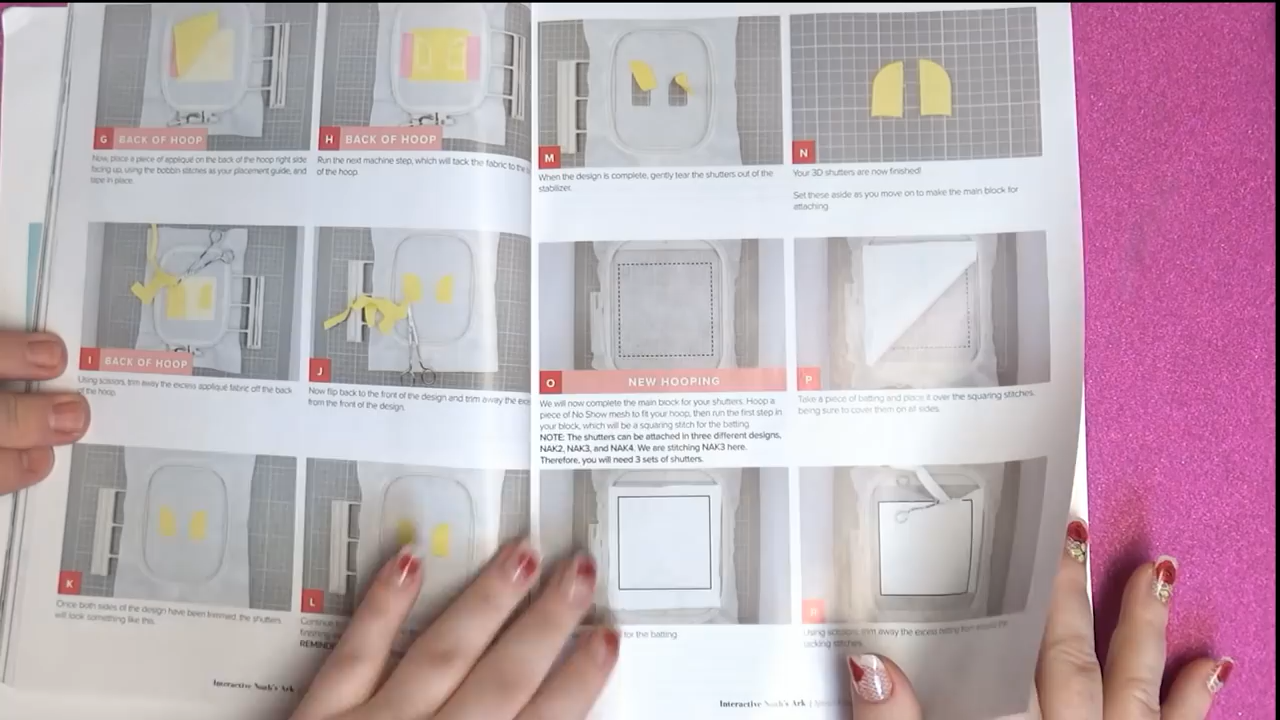 G BACK OF HOOP
Now, place a piece of appliqué on the back of the hoop right side
facing up, using the bobbin stitches as your placement guide, and
tape in place.
H BACK OF HOOP
Run the next machine step, which will tack the fabric to the
of the hoop.
I BACK OF HOOP
Using scissors, trim away the excess appliqué fabric off the back
of the hoop.
J
Now flip back to the front of the design and trim away the
from the front of the design.
K
Once both sides of the design have been trimmed, the shutters
will look something like this.
L
Interactive Noah's Ark
M
When the design is complete, gently tear the shutters out of the
stabilizer.
N
Your 3D shutters are now finished!
Set these aside as you move on to make the main block for
attaching.
O NEW HOOPING
We will now complete the main block for your shutters. Hoop a
piece of No Show mesh to fit your hoop, then run the first step in
your block, which will be a squaring stitch for the batting.
NOTE: The shutters can be attached in three different designs,
NAK2, NAK3, and NAK4. We are stitching NAK3 here.
Therefore, you will need 3 sets of shutters.
P
Take a piece of batting and place it over the squaring stitches,
being sure to cover them on all sides.
for the batting.
R
Using scissors, trim away the excess batting from around the
tacking stitches.
Interactive Noah's Ark